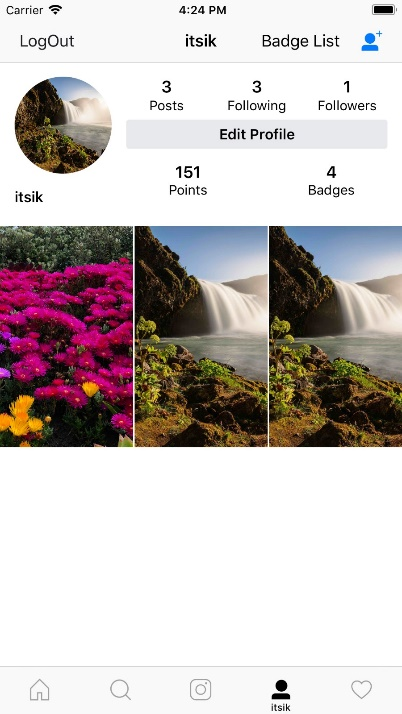 Carrier 4:24 PM
LogOut itsik Badge List
3 3 1
Posts Following Followers
Edit Profile
151 4
Points Badges
itsik
itsik